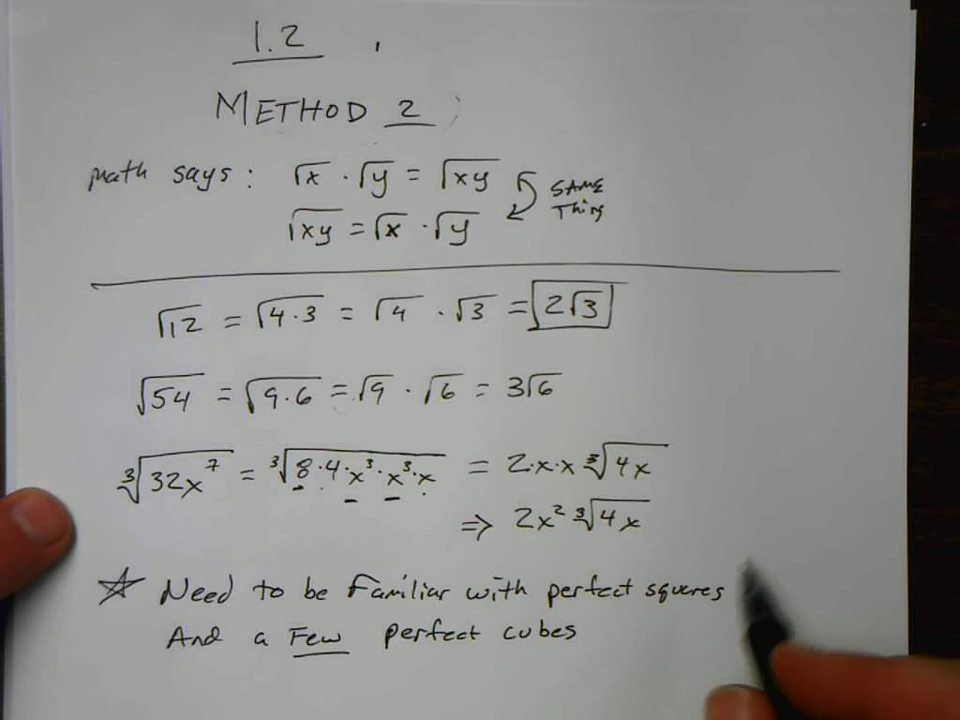 1.2
METHOD 2
math says: √x · √y = √xy
SAME
Thing
√xy = √x · √y
√12 = √4·3 = √4 · √3 = 2√3
√54 = √9·6 = √9 · √6 = 3√6
∛32x⁷ = ∛8·4·x³·x³·x = 2·x·x ∛4x
⇒ 2x² ∛4x
☆ Need to be Familiar with perfect squares
And a Few perfect cubes